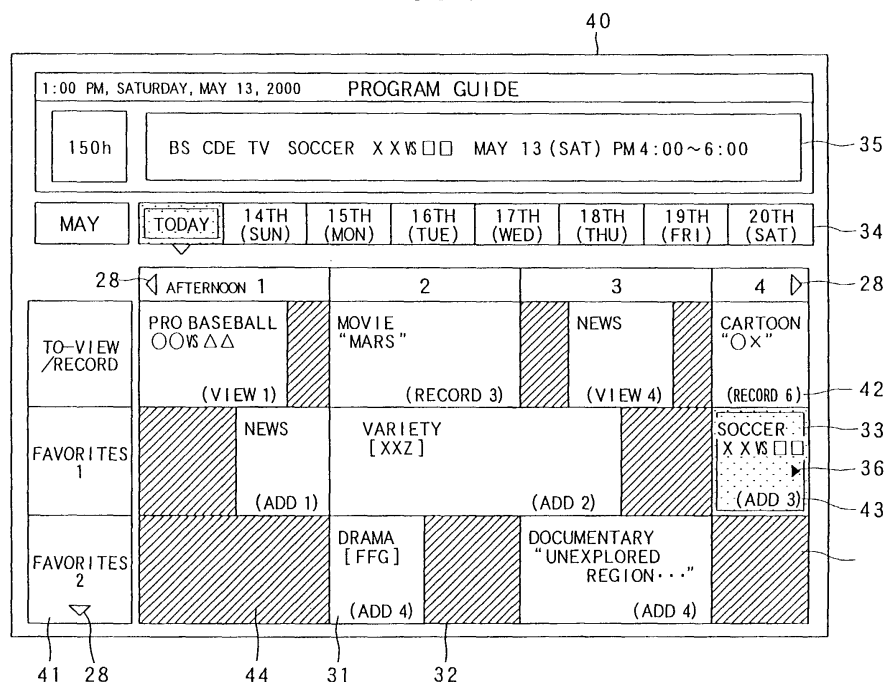 40
1:00 PM, SATURDAY, MAY 13, 2000 PROGRAM GUIDE
150h
BS CDE TV SOCCER X X VS □□ MAY 13 (SAT) PM 4:00~6:00
35
MAY
TODAY
14TH
(SUN)
15TH
(MON)
16TH
(TUE)
17TH
(WED)
18TH
(THU)
19TH
(FRI)
20TH
(SAT)
34
28
AFTERNOON 1
2
3
4
28
TO-VIEW
/RECORD
PRO BASEBALL
○○VS△△
(VIEW 1)
MOVIE
"MARS"
(RECORD 3)
NEWS
(VIEW 4)
CARTOON
"○×"
(RECORD 6)
42
FAVORITES
1
NEWS
(ADD 1)
VARIETY
[XXZ]
(ADD 2)
SOCCER
X X VS □□
(ADD 3)
33
36
43
FAVORITES
2
DRAMA
[FFG]
(ADD 4)
DOCUMENTARY
"UNEXPLORED
REGION···"
(ADD 4)
41
28
44
31
32